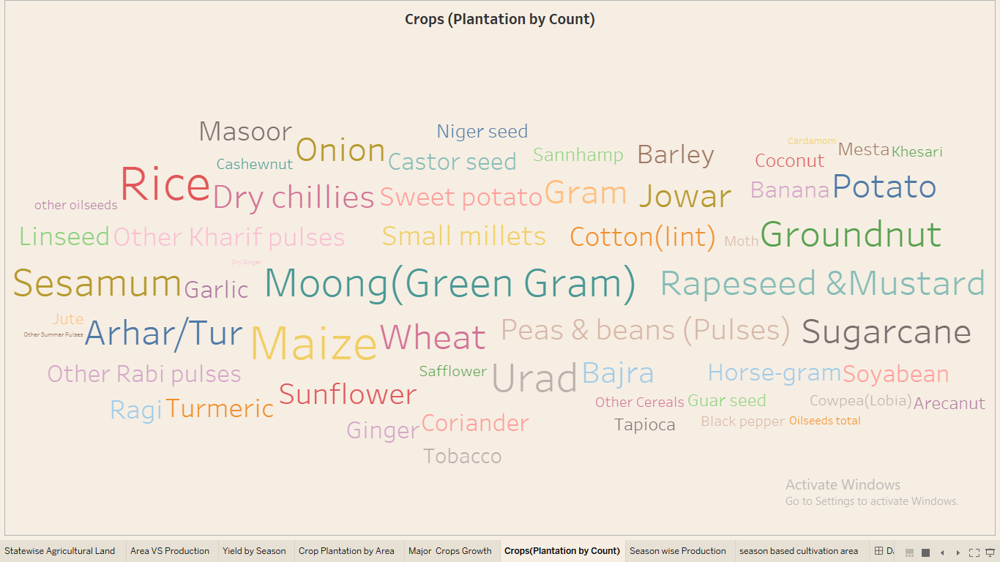 Crops (Plantation by Count)
Masoor
Niger seed
Onion
Cashewnut
Castor seed
Sannhamp
Barley
Cardamom
Mesta
Khesari
Coconut
Rice
other oilseeds
Dry chillies
Sweet potato
Gram
Jowar
Banana
Potato
Linseed
Other Kharif pulses
Small millets
Cotton(lint)
Moth
Groundnut
Dry Ginger
Sesamum
Garlic
Moong(Green Gram)
Rapeseed &Mustard
Jute
Other Summer Pulses
Arhar/Tur
Maize
Wheat
Peas & beans (Pulses)
Sugarcane
Other Rabi pulses
Safflower
Urad
Bajra
Horse-gram
Soyabean
Sunflower
Ragi
Turmeric
Other Cereals
Guar seed
Cowpea(Lobia)
Arecanut
Ginger
Coriander
Tapioca
Black pepper
Oilseeds total
Tobacco
Activate Windows
Go to Settings to activate Windows.
Statewise Agricultural Land
Area VS Production
Yield by Season
Crop Plantation by Area
Major Crops Growth
Crops(Plantation by Count)
Season wise Production
season based cultivation area